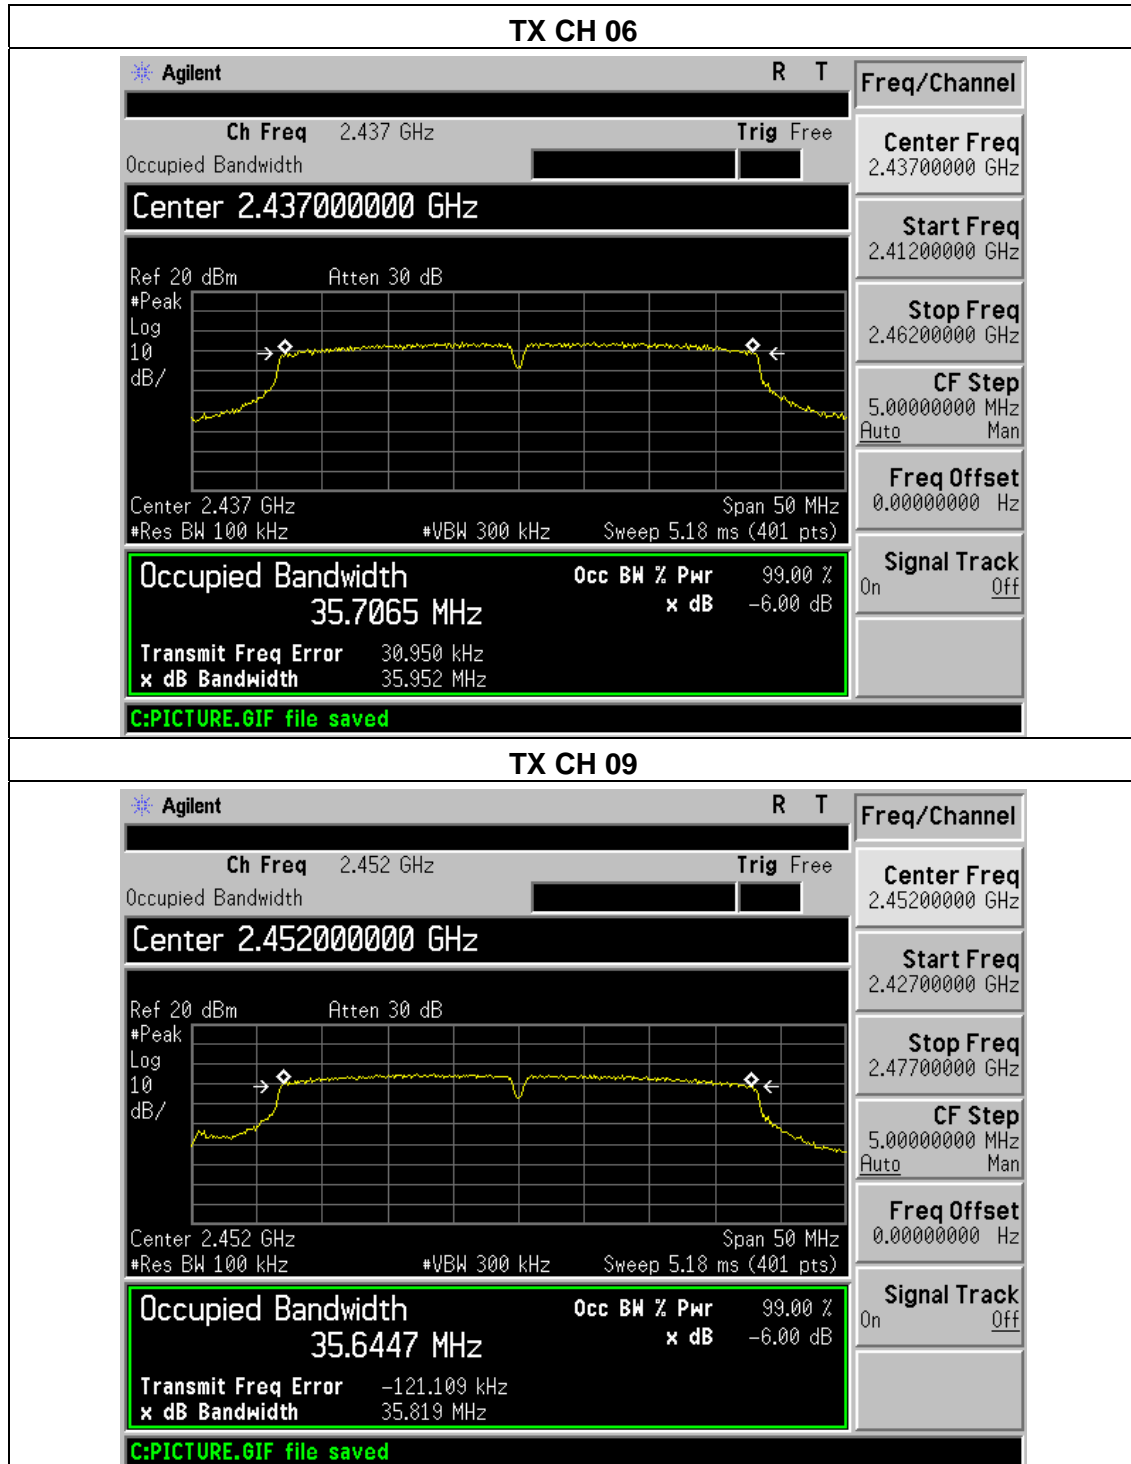 TX CH 06
Agilent R T
Freq/Channel
Ch Freq 2.437 GHz Trig Free
Occupied Bandwidth
Center Freq
2.43700000 GHz
Center 2.437000000 GHz
Start Freq
2.41200000 GHz
Ref 20 dBm Atten 30 dB
#Peak
Log
10
dB/
Stop Freq
2.46200000 GHz
CF Step
5.00000000 MHz
Auto Man
Freq Offset
0.00000000 Hz
Center 2.437 GHz Span 50 MHz
#Res BW 100 kHz #VBW 300 kHz Sweep 5.18 ms (401 pts)
Signal Track
On Off
Occupied Bandwidth Occ BW % Pwr 99.00 %
35.7065 MHz x dB -6.00 dB
Transmit Freq Error 30.950 kHz
x dB Bandwidth 35.952 MHz
C:PICTURE.GIF file saved
TX CH 09
Agilent R T
Freq/Channel
Ch Freq 2.452 GHz Trig Free
Occupied Bandwidth
Center Freq
2.45200000 GHz
Center 2.452000000 GHz
Start Freq
2.42700000 GHz
Ref 20 dBm Atten 30 dB
#Peak
Log
10
dB/
Stop Freq
2.47700000 GHz
CF Step
5.00000000 MHz
Auto Man
Freq Offset
0.00000000 Hz
Center 2.452 GHz Span 50 MHz
#Res BW 100 kHz #VBW 300 kHz Sweep 5.18 ms (401 pts)
Signal Track
On Off
Occupied Bandwidth Occ BW % Pwr 99.00 %
35.6447 MHz x dB -6.00 dB
Transmit Freq Error -121.109 kHz
x dB Bandwidth 35.819 MHz
C:PICTURE.GIF file saved